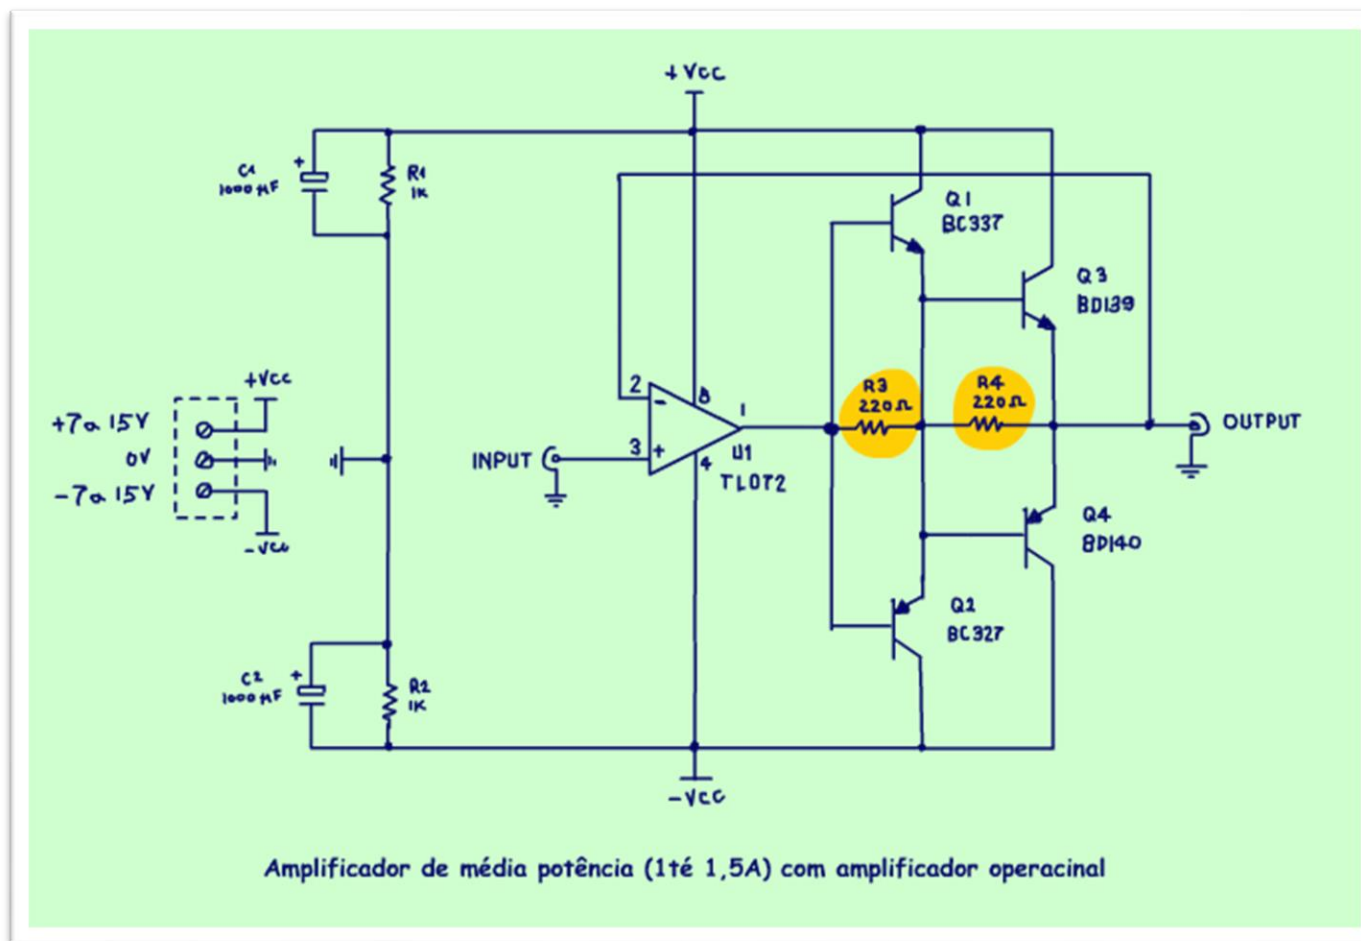 +Vcc
C1
1000µF
R1
1K
Q1
BC337
Q3
BD139
2
-
8
1
R3
220Ω
R4
220Ω
OUTPUT
+Vcc
+7a 15V
0V
-7a 15V
-Vcc
INPUT
3
+
4
U1
TL072
Q4
BD140
Q2
BC327
C2
1000µF
R2
1K
-Vcc
Amplificador de média potência (1té 1,5A) com amplificador operacinal